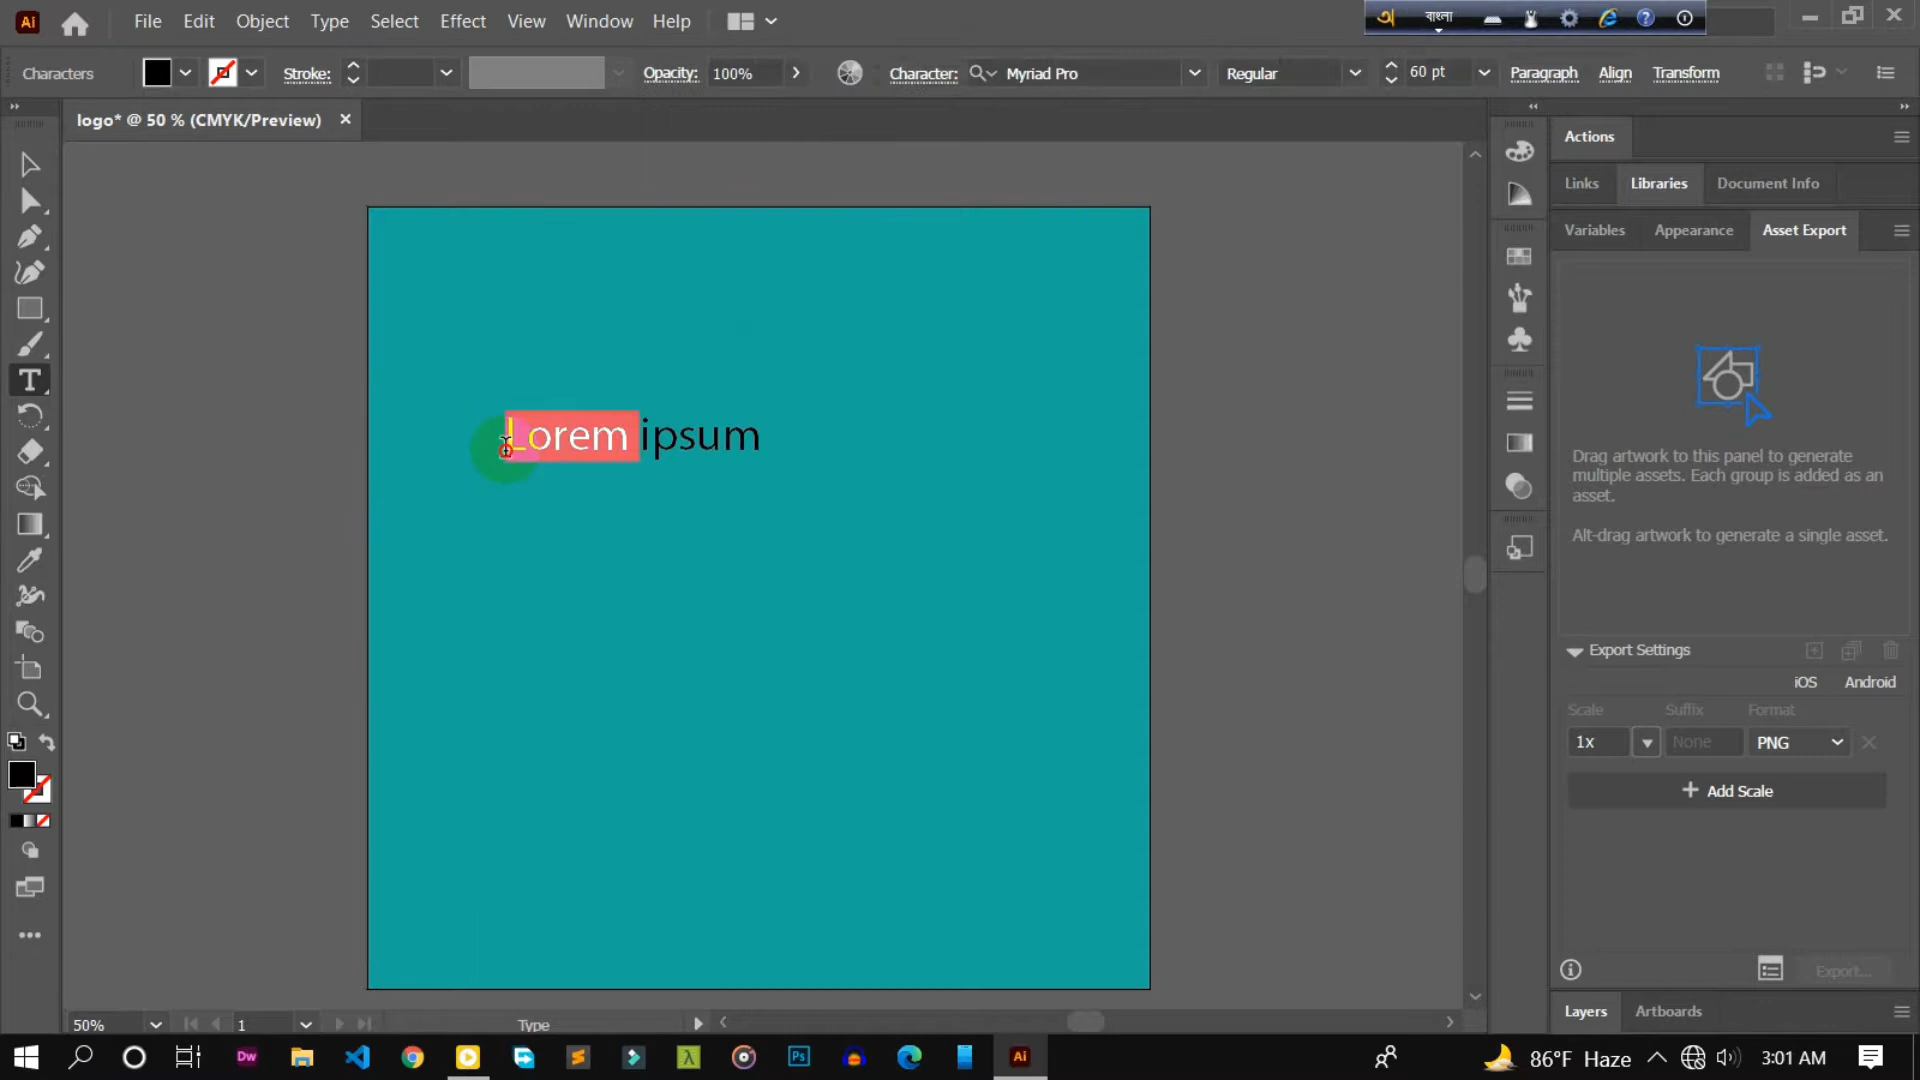 Ai
File
Edit
Object
Type
Select
Effect
View
Window
Help
অ
বাংলা
Characters
Stroke:
Opacity:
100%
Character:
Myriad Pro
Regular
60 pt
Paragraph
Align
Transform
logo* @ 50 % (CMYK/Preview)
Actions
Links
Libraries
Document Info
Variables
Appearance
Asset Export
Lorem ipsum
Drag artwork to this panel to generate
multiple assets. Each group is added as an
asset.
Alt-drag artwork to generate a single asset.
Export Settings
iOS
Android
Scale
Suffix
Format
1x
None
PNG
+ Add Scale
Export...
Layers
Artboards
50%
1
Type
Dw
Ps
Ai
86°F Haze
3:01 AM